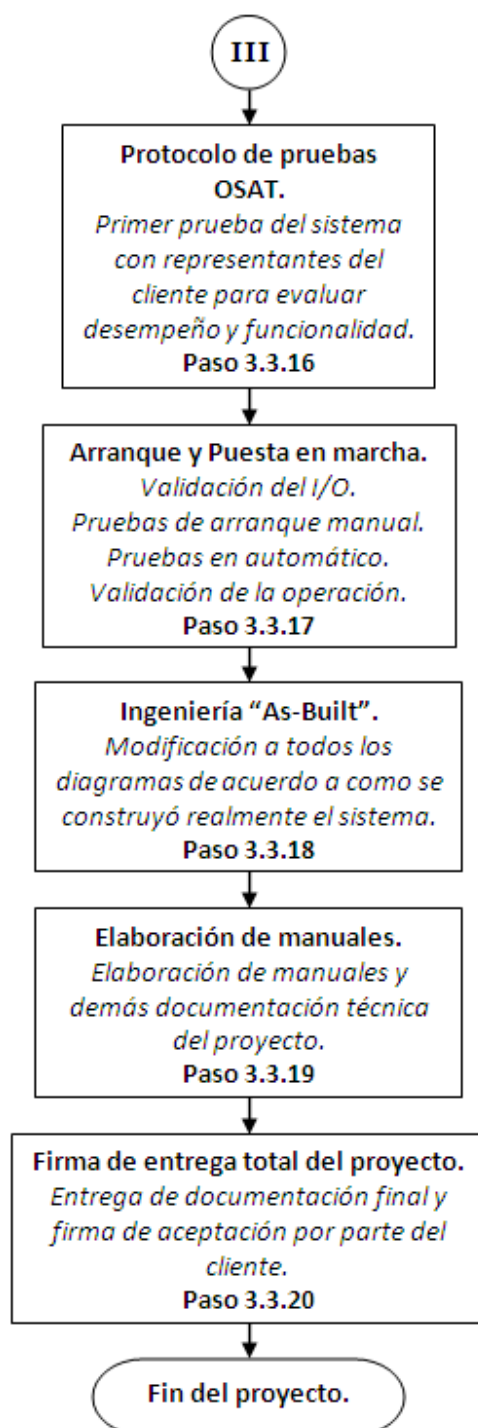 III
Protocolo de pruebas
OSAT.
Primer prueba del sistema
con representantes del
cliente para evaluar
desempeño y funcionalidad.
Paso 3.3.16
Arranque y Puesta en marcha.
Validación del I/O.
Pruebas de arranque manual.
Pruebas en automático.
Validación de la operación.
Paso 3.3.17
Ingeniería “As-Built”.
Modificación a todos los
diagramas de acuerdo a como se
construyó realmente el sistema.
Paso 3.3.18
Elaboración de manuales.
Elaboración de manuales y
demás documentación técnica
del proyecto.
Paso 3.3.19
Firma de entrega total del proyecto.
Entrega de documentación final y
firma de aceptación por parte del
cliente.
Paso 3.3.20
Fin del proyecto.